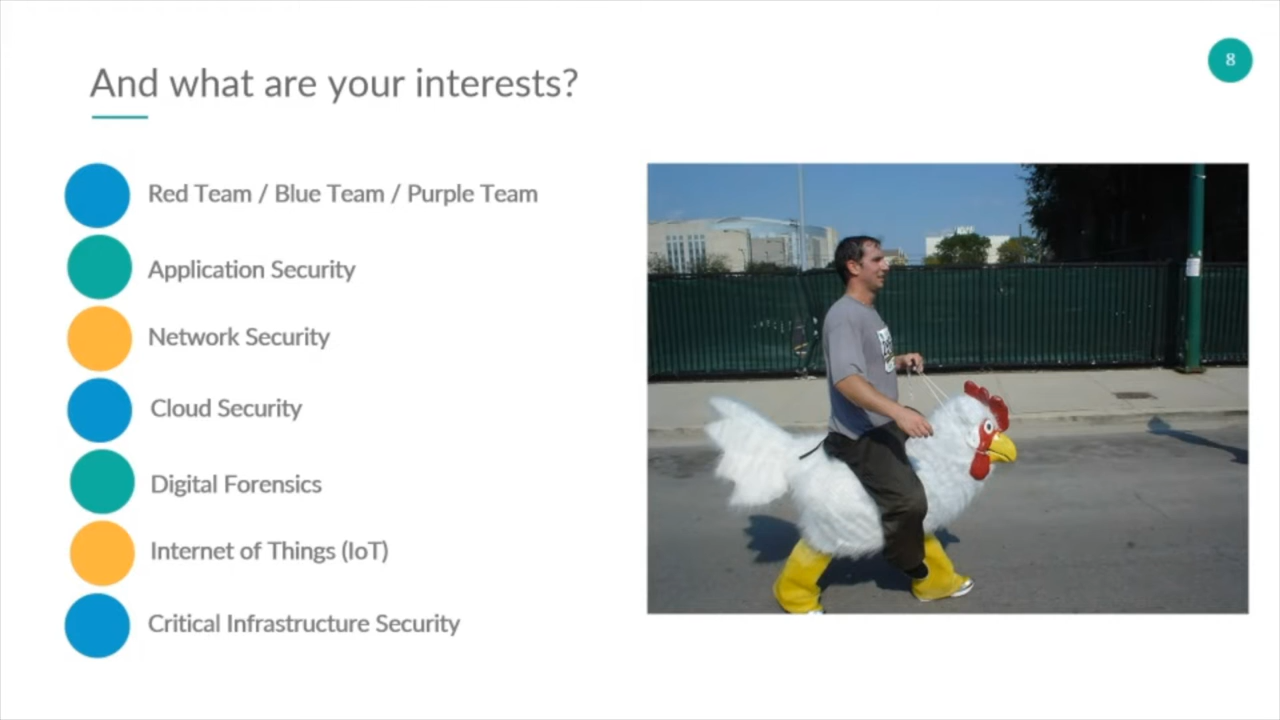 And what are your interests?
8
Red Team / Blue Team / Purple Team
Application Security
Network Security
Cloud Security
Digital Forensics
Internet of Things (IoT)
Critical Infrastructure Security